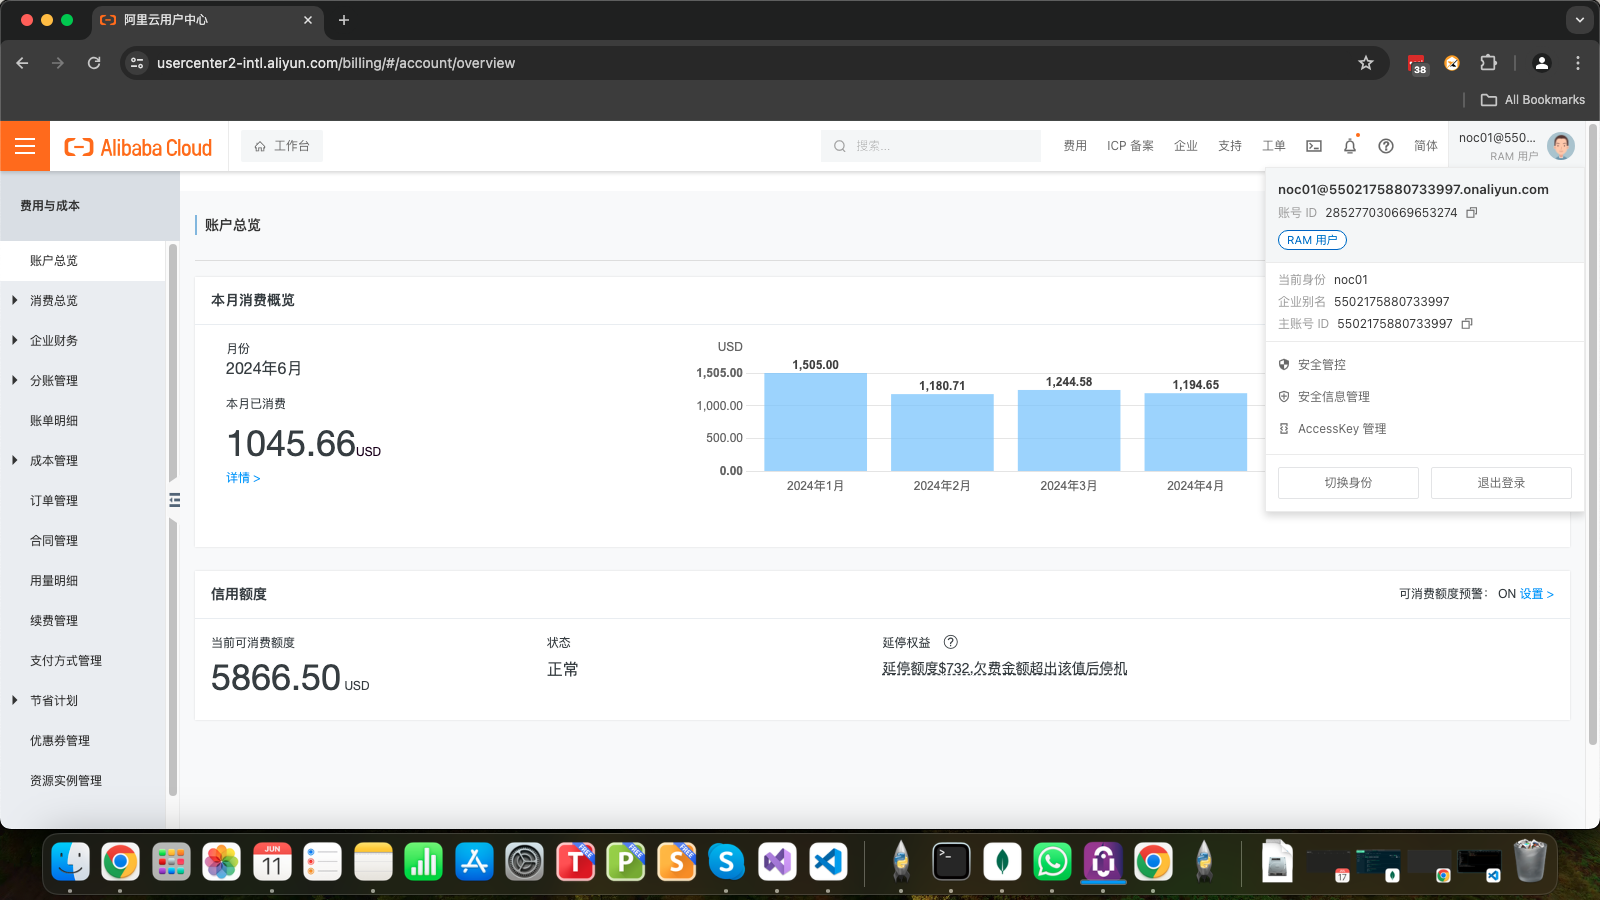 阿里云用户中心
usercenter2-intl.aliyun.com/billing/#/account/overview
38
All Bookmarks
Alibaba Cloud
工作台
搜索...
费用
ICP 备案
企业
支持
工单
简体
noc01@550...
RAM 用户
费用与成本
账户总览
消费总览
企业财务
分账管理
账单明细
成本管理
订单管理
合同管理
用量明细
续费管理
支付方式管理
节省计划
优惠券管理
资源实例管理
账户总览
本月消费概览
月份
2024年6月
本月已消费
1045.66 USD
详情 >
USD
1,505.00
1,000.00
500.00
0.00
1,505.00
1,180.71
1,244.58
1,194.65
2024年1月
2024年2月
2024年3月
2024年4月
noc01@5502175880733997.onaliyun.com
账号 ID 285277030669653274
RAM 用户
当前身份 noc01
企业别名 5502175880733997
主账号 ID 5502175880733997
安全管控
安全信息管理
AccessKey 管理
切换身份
退出登录
信用额度
可消费额度预警： ON 设置 >
当前可消费额度
5866.50 USD
状态
正常
延停权益
延停额度$732,欠费金额超出该值后停机
JUN
11
T FREE
P FREE
S FREE
17